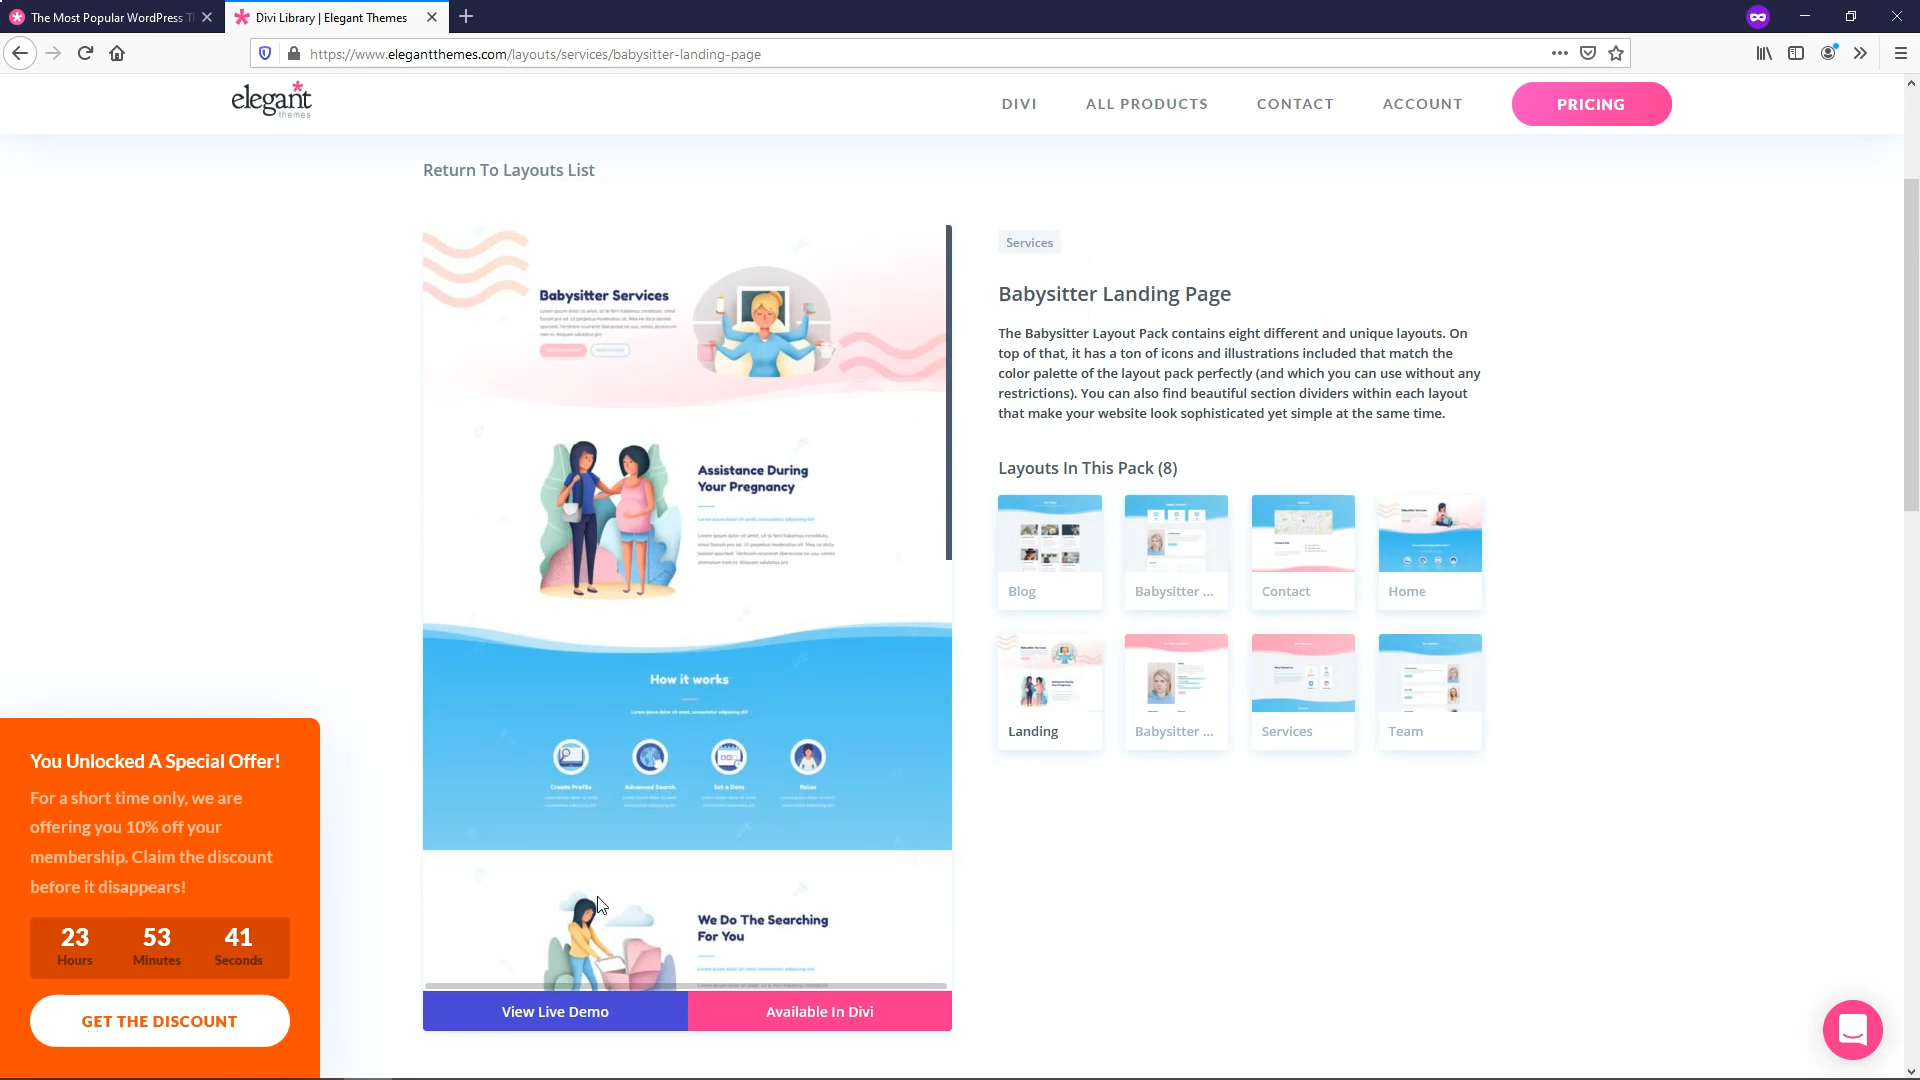 The Most Popular WordPress T
Divi Library | Elegant Themes
https://www.elegantthemes.com/layouts/services/babysitter-landing-page
elegant
themes
DIVI
ALL PRODUCTS
CONTACT
ACCOUNT
PRICING
Return To Layouts List
Babysitter Services
Assistance During
Your Pregnancy
How it works
Create Profile
Advanced Search
Set a Date
Relax
We Do The Searching
For You
View Live Demo
Available In Divi
Services
Babysitter Landing Page
The Babysitter Layout Pack contains eight different and unique layouts. On
top of that, it has a ton of icons and illustrations included that match the
color palette of the layout pack perfectly (and which you can use without any
restrictions). You can also find beautiful section dividers within each layout
that make your website look sophisticated yet simple at the same time.
Layouts In This Pack (8)
Blog
Babysitter ...
Contact
Home
Landing
Babysitter ...
Services
Team
You Unlocked A Special Offer!
For a short time only, we are
offering you 10% off your
membership. Claim the discount
before it disappears!
23
53
41
Hours
Minutes
Seconds
GET THE DISCOUNT